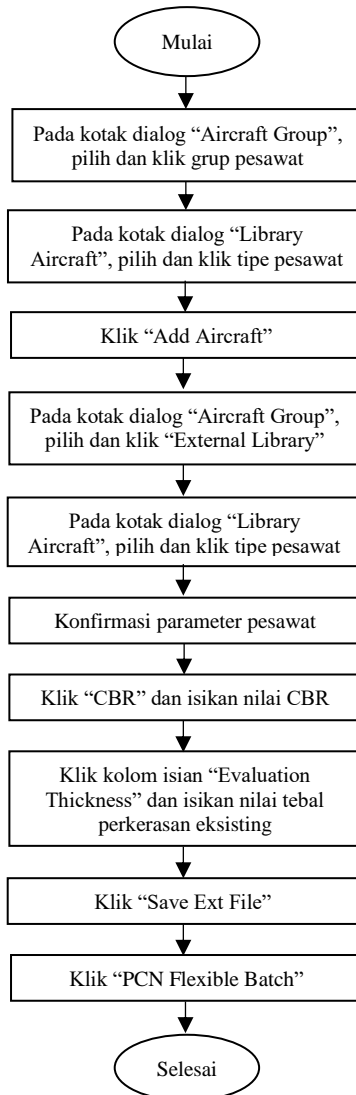 Mulai
Pada kotak dialog “Aircraft Group”,
pilih dan klik grup pesawat
Pada kotak dialog “Library
Aircraft”, pilih dan klik tipe pesawat
Klik “Add Aircraft”
Pada kotak dialog “Aircraft Group”,
pilih dan klik “External Library”
Pada kotak dialog “Library
Aircraft”, pilih dan klik tipe pesawat
Konfirmasi parameter pesawat
Klik “CBR” dan isikan nilai CBR
Klik kolom isian “Evaluation
Thickness” dan isikan nilai tebal
perkerasan eksisting
Klik “Save Ext File”
Klik “PCN Flexible Batch”
Selesai